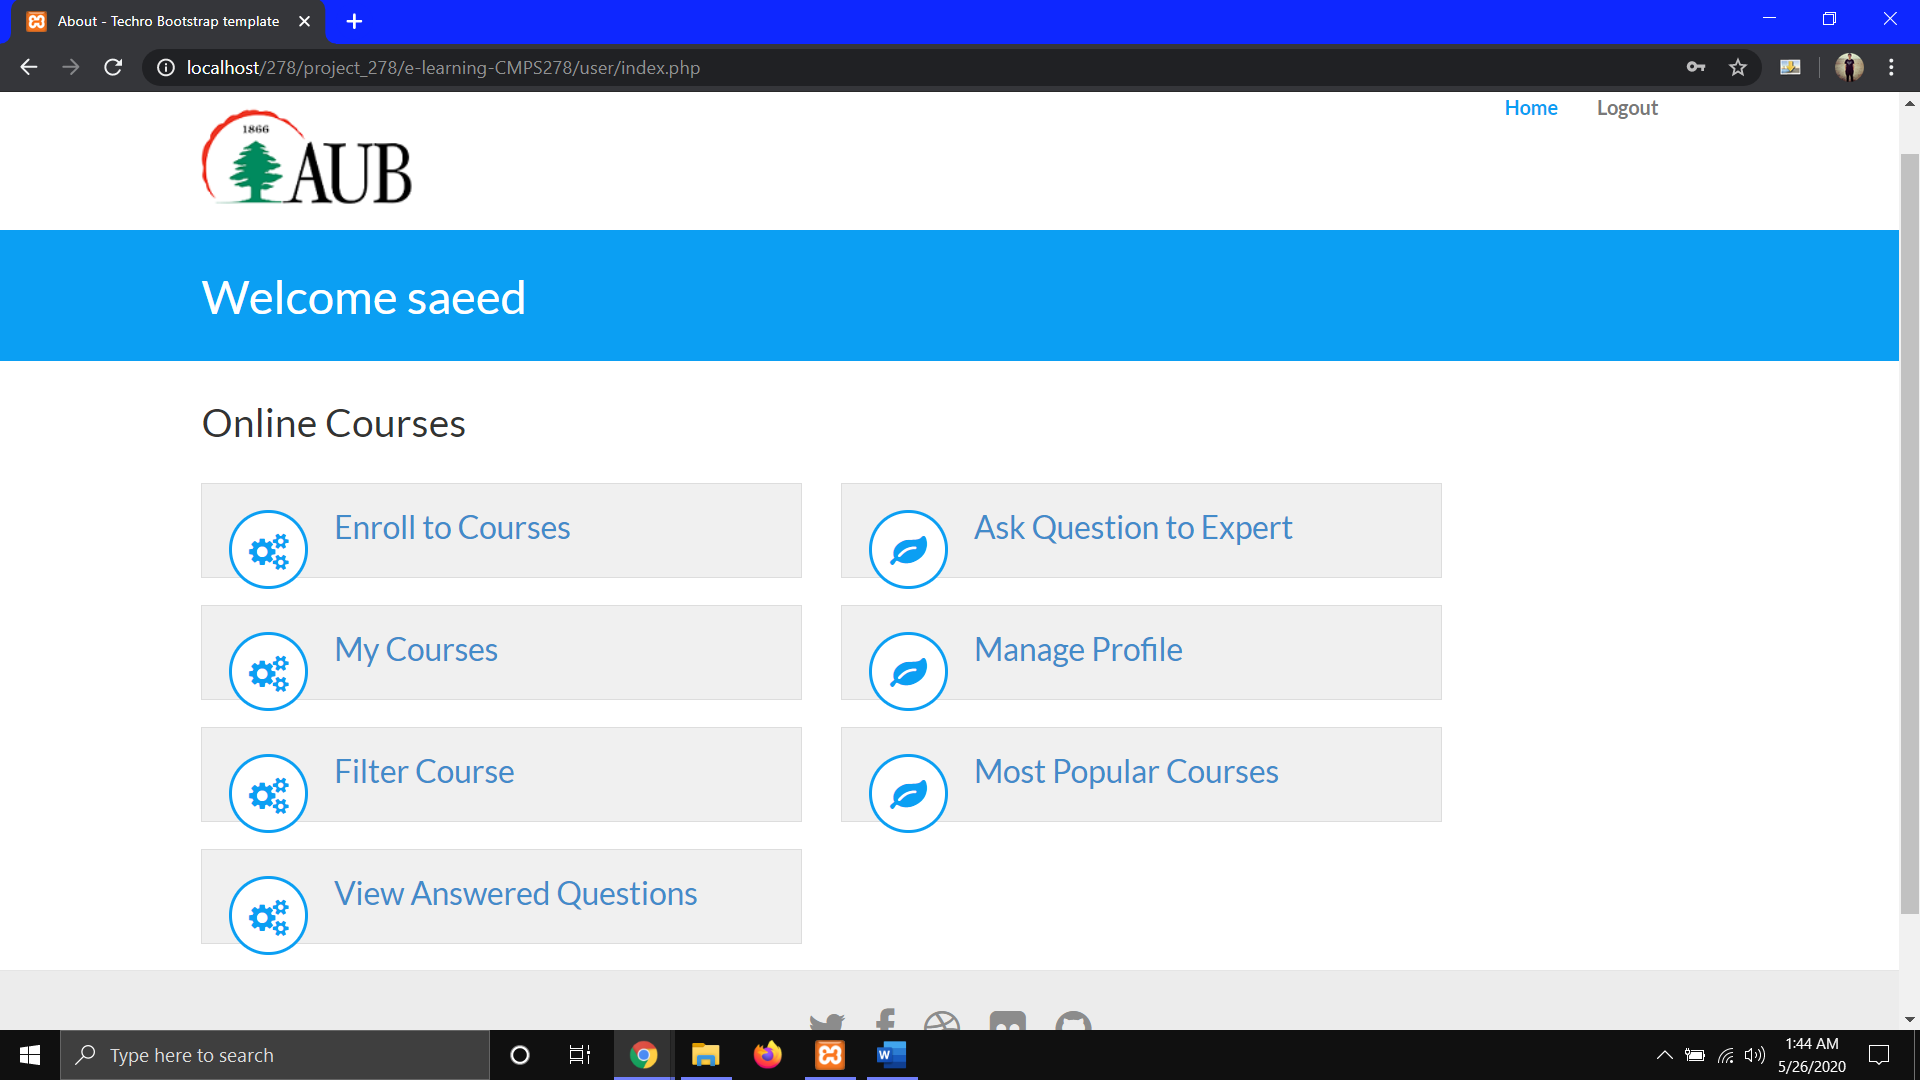 About - Techro Bootstrap template
localhost/278/project_278/e-learning-CMPS278/user/index.php
Home
Logout
1866
AUB
Welcome saeed
Online Courses
Enroll to Courses
Ask Question to Expert
My Courses
Manage Profile
Filter Course
Most Popular Courses
View Answered Questions
Type here to search
W
1:44 AM
5/26/2020